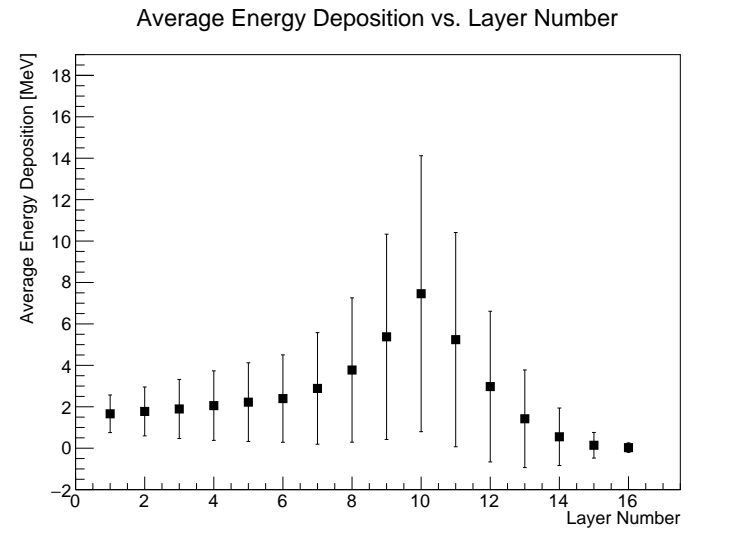 Average Energy Deposition vs. Layer Number
Average Energy Deposition [MeV]
18
16
14
12
10
8
6
4
2
0
−2
0 2 4 6 8 10 12 14 16
Layer Number